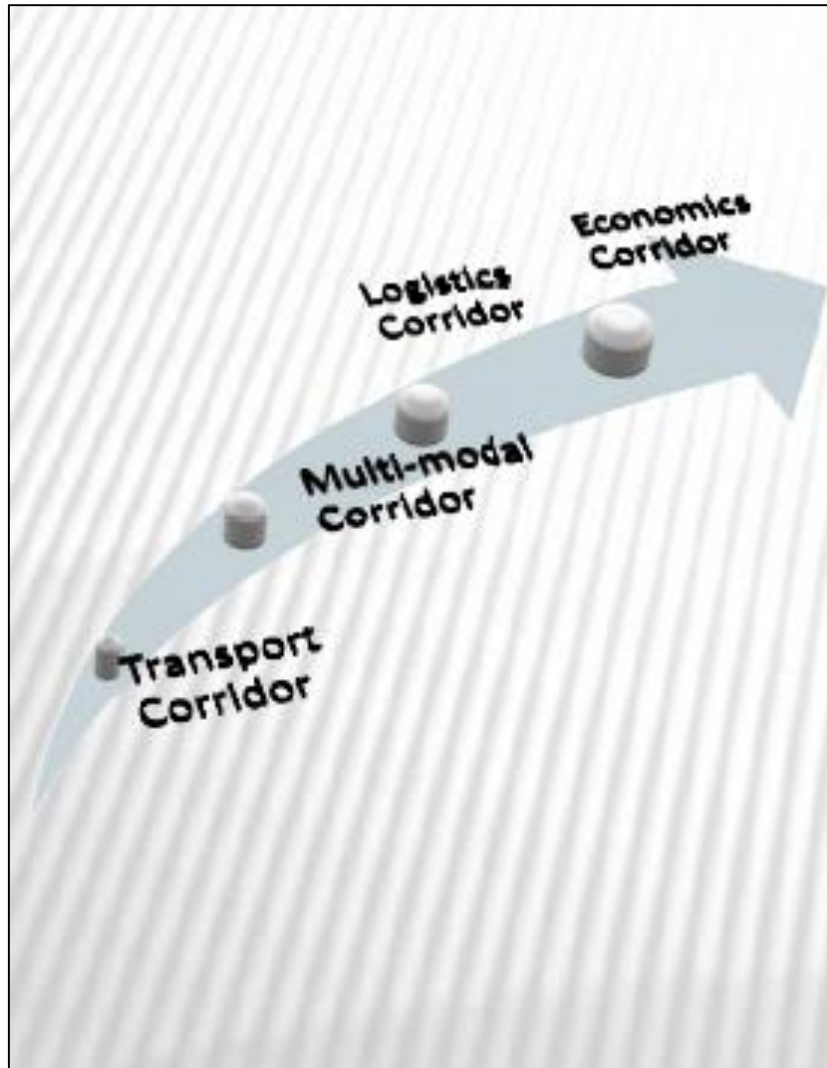 Economics
Corridor
Logistics
Corridor
Multi-modal
Corridor
Transport
Corridor